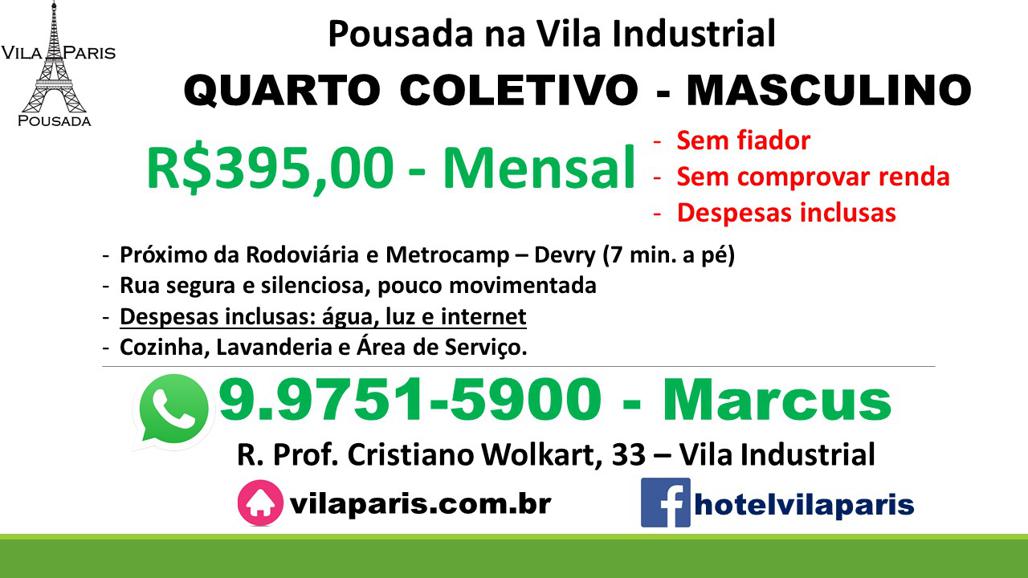 VILA PARIS
POUSADA
Pousada na Vila Industrial
QUARTO COLETIVO - MASCULINO
R$395,00 - Mensal
- Sem fiador
- Sem comprovar renda
- Despesas inclusas
- Próximo da Rodoviária e Metrocamp – Devry (7 min. a pé)
- Rua segura e silenciosa, pouco movimentada
- Despesas inclusas: água, luz e internet
- Cozinha, Lavanderia e Área de Serviço.
9.9751-5900 - Marcus
R. Prof. Cristiano Wolkart, 33 – Vila Industrial
vilaparis.com.br
hotelvilaparis